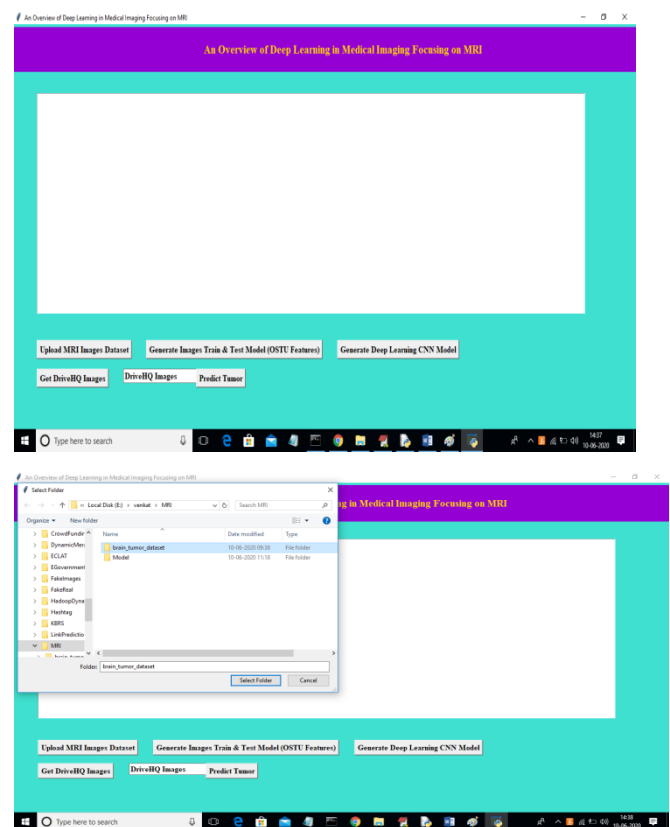 An Overview of Deep Learning in Medical Imaging Focusing on MRI
An Overview of Deep Learning in Medical Imaging Focusing on MRI
Upload MRI Images Dataset Generate Images Train & Test Model (OSTU Features) Generate Deep Learning CNN Model
Get DriveHQ Images DriveHQ Images Predict Tumor
Type here to search
14:37
10-06-2020
An Overview of Deep Learning in Medical Imaging Focusing on MRI
Select Folder
ng in Medical Imaging Focusing on MRI
« Local Disk (E:) › venkat › MRI Search MRI
Organize New folder
Name Date modified Type
CrowdFundir
brain_tumor_dataset 10-06-2020 09:38 File folder
DynamicMer
Model 10-06-2020 11:18 File folder
ECLAT
EGovernment
FakeImages
FakeReal
HadoopDyna
Hashtag
KBRS
LinkPredictio
MRI
Folder: brain_tumor_dataset
Select Folder Cancel
Upload MRI Images Dataset Generate Images Train & Test Model (OSTU Features) Generate Deep Learning CNN Model
Get DriveHQ Images DriveHQ Images Predict Tumor
Type here to search
14:38
10-06-2020